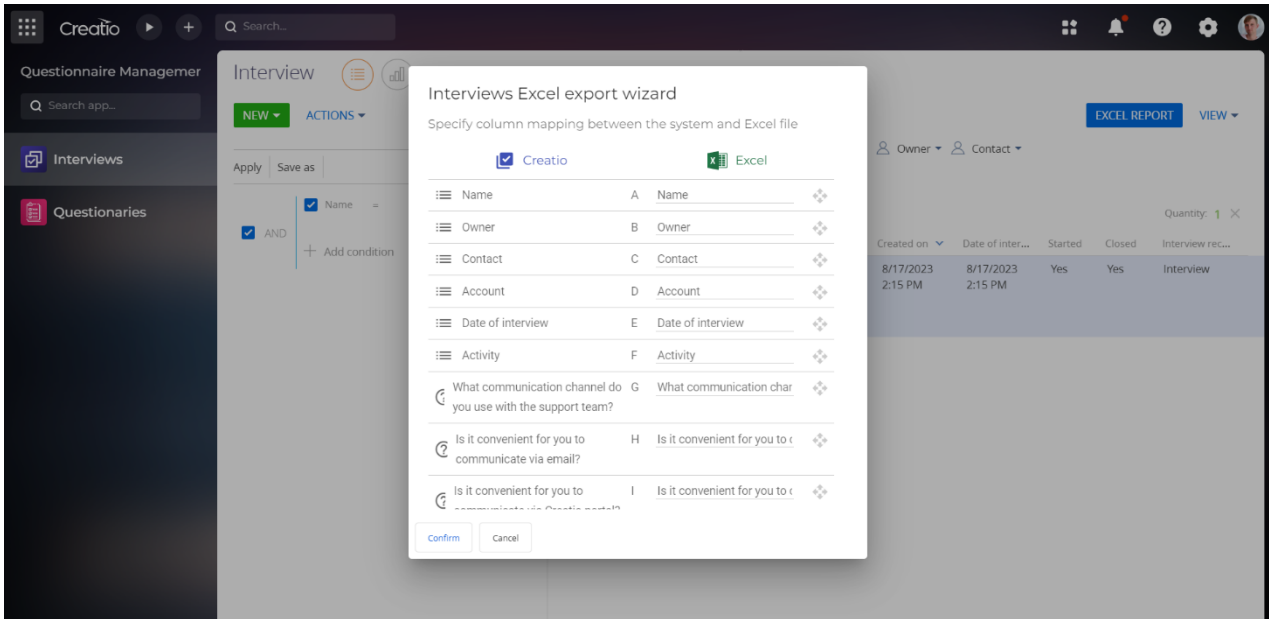 Creatio
Search...
Questionnaire Managemer
Search app...
Interviews
Questionaries
Interview
NEW
ACTIONS
EXCEL REPORT
VIEW
Owner
Contact
Apply
Save as
Name =
AND
Add condition
Quantity: 1
Created on
Date of inter...
Started
Closed
Interview rec...
8/17/2023
2:15 PM
8/17/2023
2:15 PM
Yes
Yes
Interview
Interviews Excel export wizard
Specify column mapping between the system and Excel file
Creatio
Excel
Name A Name
Owner B Owner
Contact C Contact
Account D Account
Date of interview E Date of interview
Activity F Activity
What communication channel do G What communication char
you use with the support team?
Is it convenient for you to H Is it convenient for you to c
communicate via email?
Is it convenient for you to I Is it convenient for you to c
communicate via Creatio portal?
Confirm
Cancel